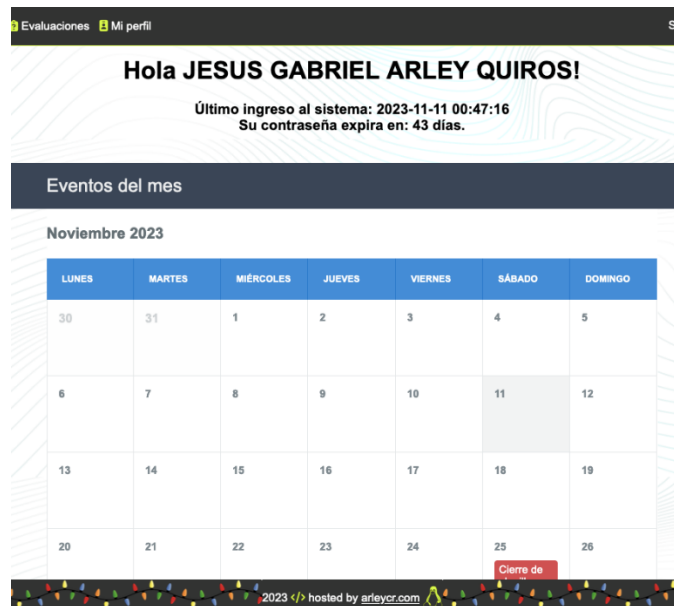 Evaluaciones Mi perfil S
Hola JESUS GABRIEL ARLEY QUIROS!
Último ingreso al sistema: 2023-11-11 00:47:16
Su contraseña expira en: 43 días.
Eventos del mes
Noviembre 2023
LUNES MARTES MIÉRCOLES JUEVES VIERNES SÁBADO DOMINGO
30 31 1 2 3 4 5
6 7 8 9 10 11 12
13 14 15 16 17 18 19
20 21 22 23 24 25 26
Cierre de
2023 </> hosted by arleycr.com